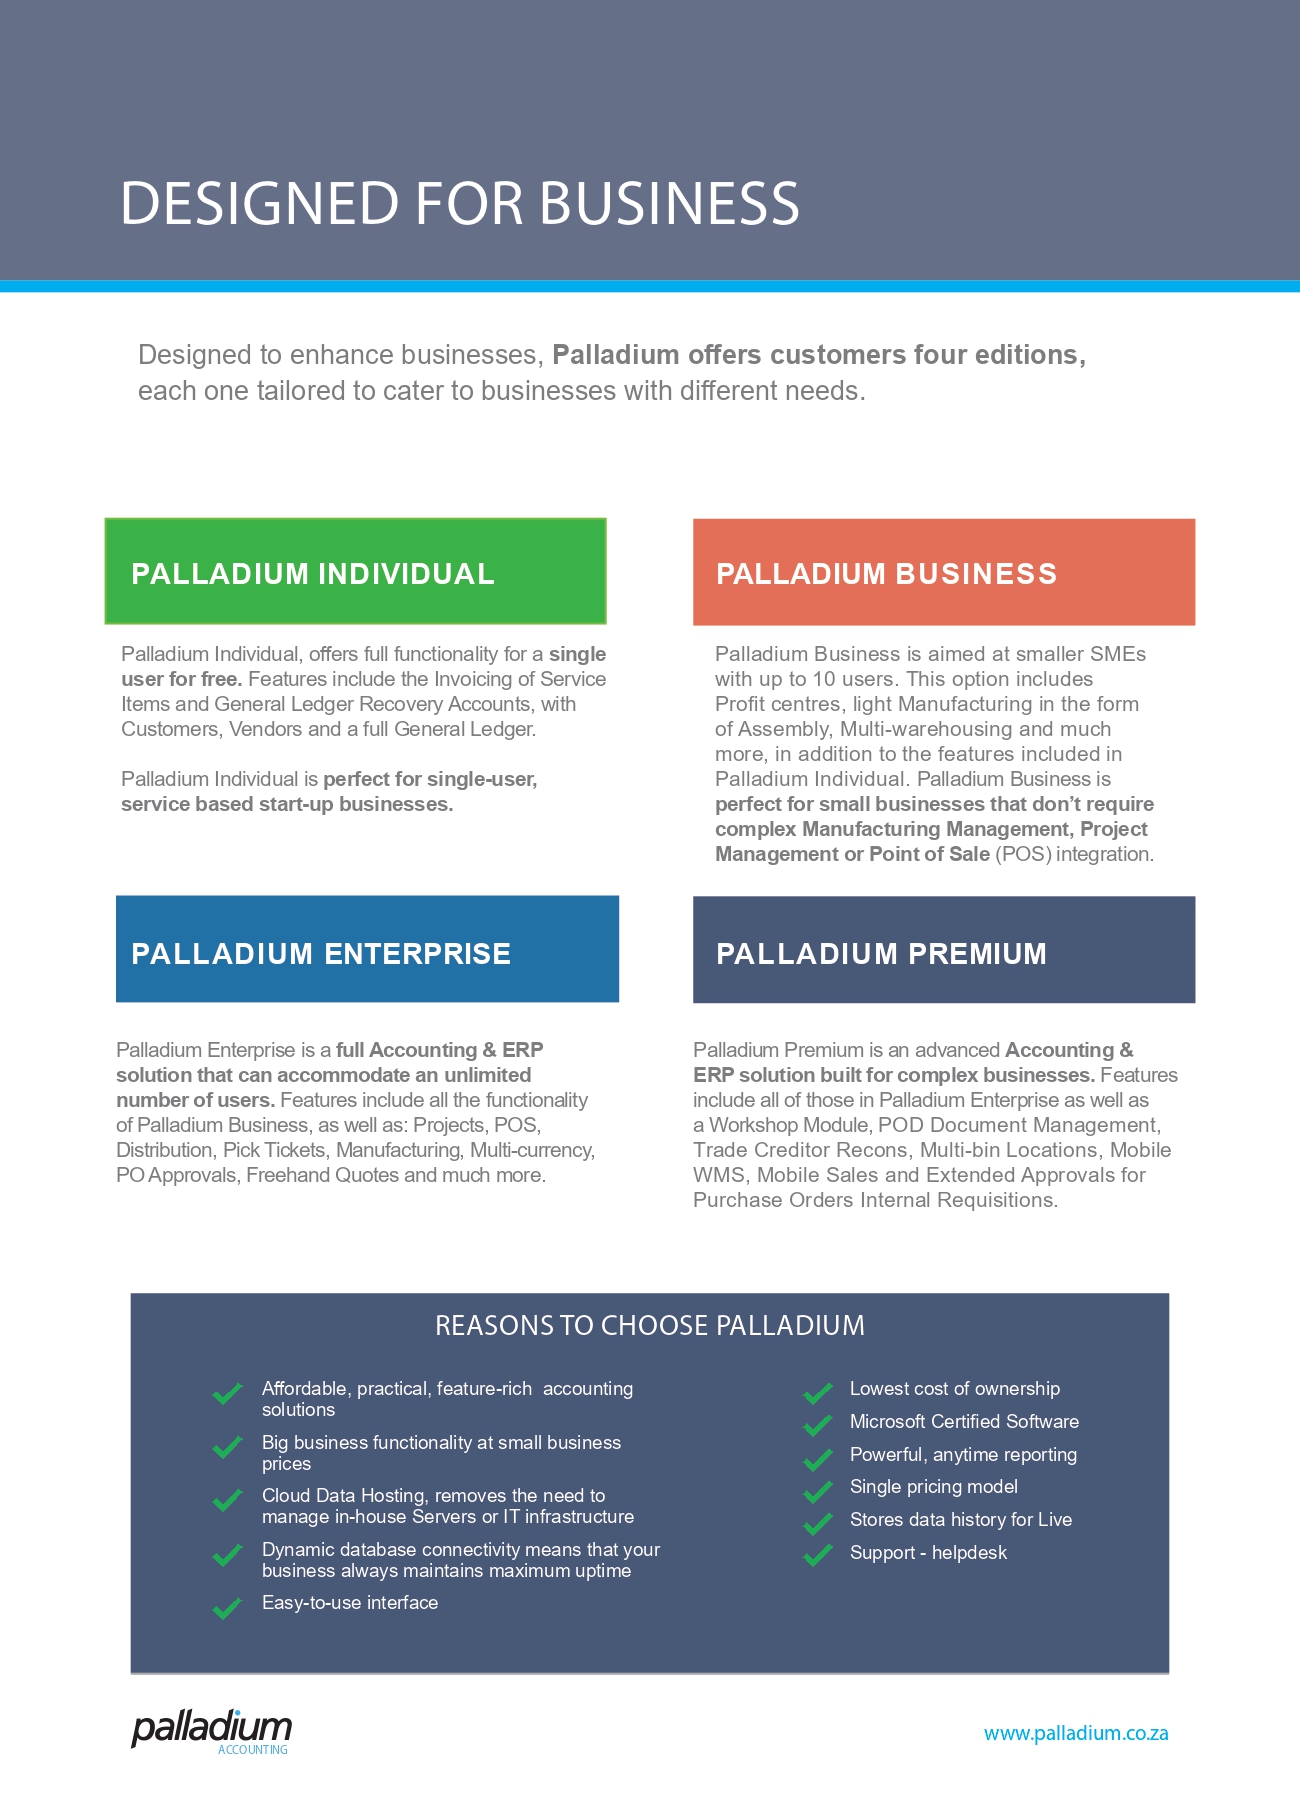 DESIGNED FOR BUSINESS
Designed to enhance businesses, Palladium offers customers four editions,
each one tailored to cater to businesses with different needs.
PALLADIUM INDIVIDUAL
Palladium Individual, offers full functionality for a single
user for free. Features include the Invoicing of Service
Items and General Ledger Recovery Accounts, with
Customers, Vendors and a full General Ledger.
Palladium Individual is perfect for single-user,
service based start-up businesses.
PALLADIUM BUSINESS
Palladium Business is aimed at smaller SMEs
with up to 10 users. This option includes
Profit centres, light Manufacturing in the form
of Assembly, Multi-warehousing and much
more, in addition to the features included in
Palladium Individual. Palladium Business is
perfect for small businesses that don’t require
complex Manufacturing Management, Project
Management or Point of Sale (POS) integration.
PALLADIUM ENTERPRISE
Palladium Enterprise is a full Accounting & ERP
solution that can accommodate an unlimited
number of users. Features include all the functionality
of Palladium Business, as well as: Projects, POS,
Distribution, Pick Tickets, Manufacturing, Multi-currency,
PO Approvals, Freehand Quotes and much more.
PALLADIUM PREMIUM
Palladium Premium is an advanced Accounting &
ERP solution built for complex businesses. Features
include all of those in Palladium Enterprise as well as
a Workshop Module, POD Document Management,
Trade Creditor Recons, Multi-bin Locations, Mobile
WMS, Mobile Sales and Extended Approvals for
Purchase Orders Internal Requisitions.
REASONS TO CHOOSE PALLADIUM
Affordable, practical, feature-rich accounting
solutions
Big business functionality at small business
prices
Cloud Data Hosting, removes the need to
manage in-house Servers or IT infrastructure
Dynamic database connectivity means that your
business always maintains maximum uptime
Easy-to-use interface
Lowest cost of ownership
Microsoft Certified Software
Powerful, anytime reporting
Single pricing model
Stores data history for Live
Support - helpdesk
palladium
ACCOUNTING
www.palladium.co.za